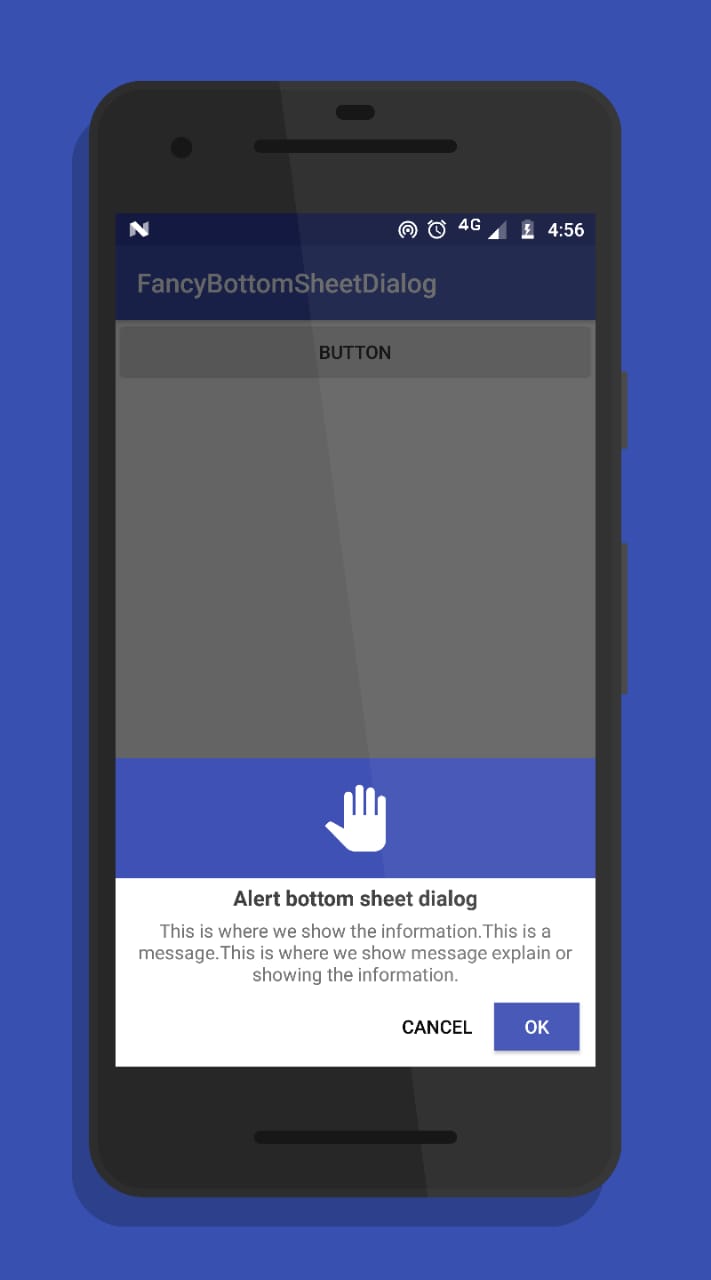 4G 4:56
FancyBottomSheetDialog
BUTTON
Alert bottom sheet dialog
This is where we show the information.This is a
message.This is where we show message explain or
showing the information.
CANCEL OK